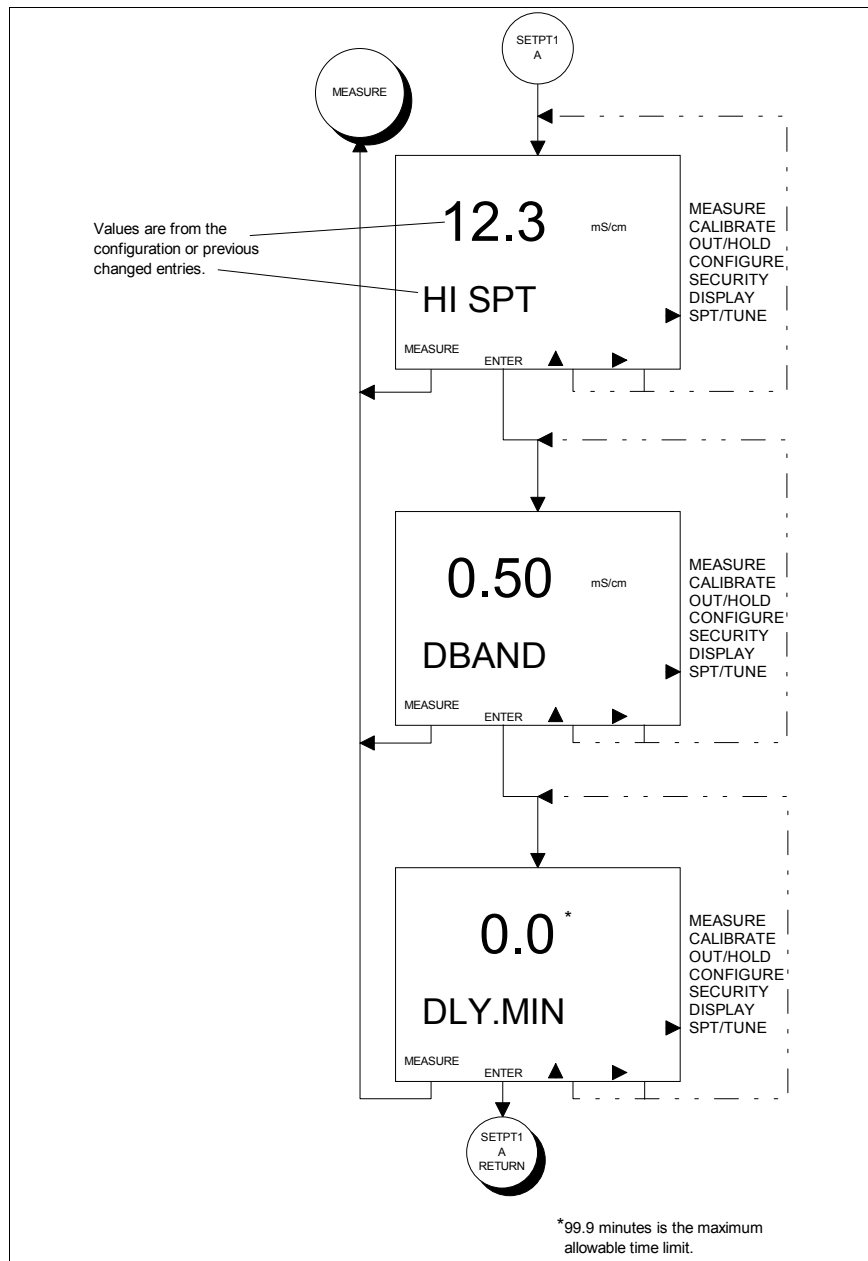 SETPT1
A
MEASURE
Values are from the
configuration or previous
changed entries.
12.3 mS/cm
HI SPT
MEASURE
ENTER
MEASURE
CALIBRATE
OUT/HOLD
CONFIGURE
SECURITY
DISPLAY
SPT/TUNE
0.50 mS/cm
DBAND
MEASURE
ENTER
MEASURE
CALIBRATE
OUT/HOLD
CONFIGURE
SECURITY
DISPLAY
SPT/TUNE
0.0 *
DLY.MIN
MEASURE
ENTER
MEASURE
CALIBRATE
OUT/HOLD
CONFIGURE
SECURITY
DISPLAY
SPT/TUNE
SETPT1
A
RETURN
*99.9 minutes is the maximum
allowable time limit.